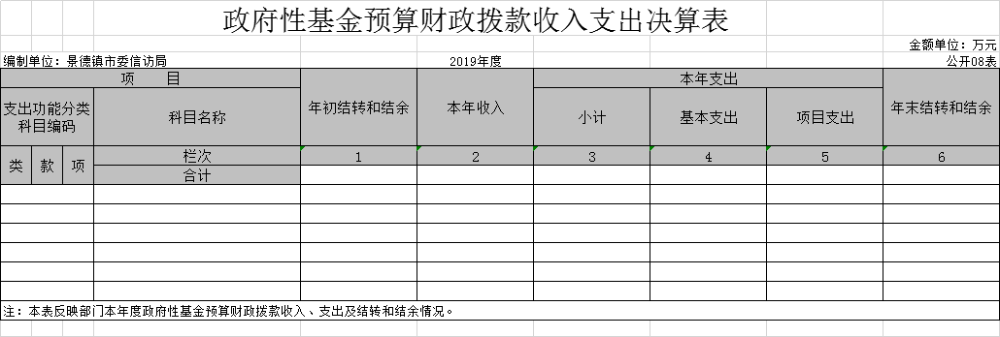 政府性基金预算财政拨款收入支出决算表
金额单位：万元
编制单位：景德镇市委信访局 2019年度 公开08表
项 目 年初结转和结余 本年收入 本年支出 年末结转和结余
支出功能分类
科目编码
科目名称 小计 基本支出 项目支出
类 款 项 栏次 1 2 3 4 5 6
合计
注：本表反映部门本年度政府性基金预算财政拨款收入、支出及结转和结余情况。